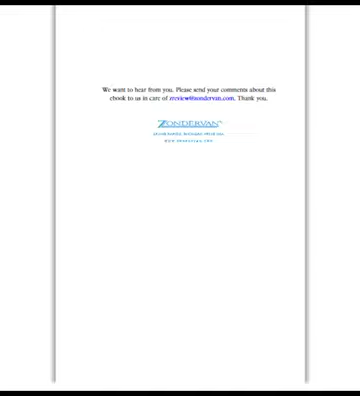 We want to hear from you. Please send your comments about this
ebook to us in care of zreview@zondervan.com. Thank you.
ZONDERVAN